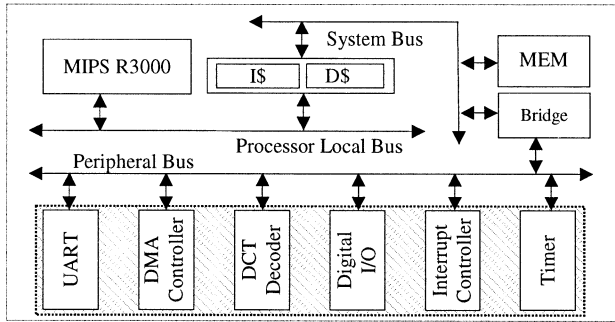 System Bus
MIPS R3000
I$
D$
MEM
Bridge
Processor Local Bus
Peripheral Bus
UART
DMA
Controller
DCT
Decoder
Digital
I/O
Interrupt
Controller
Timer